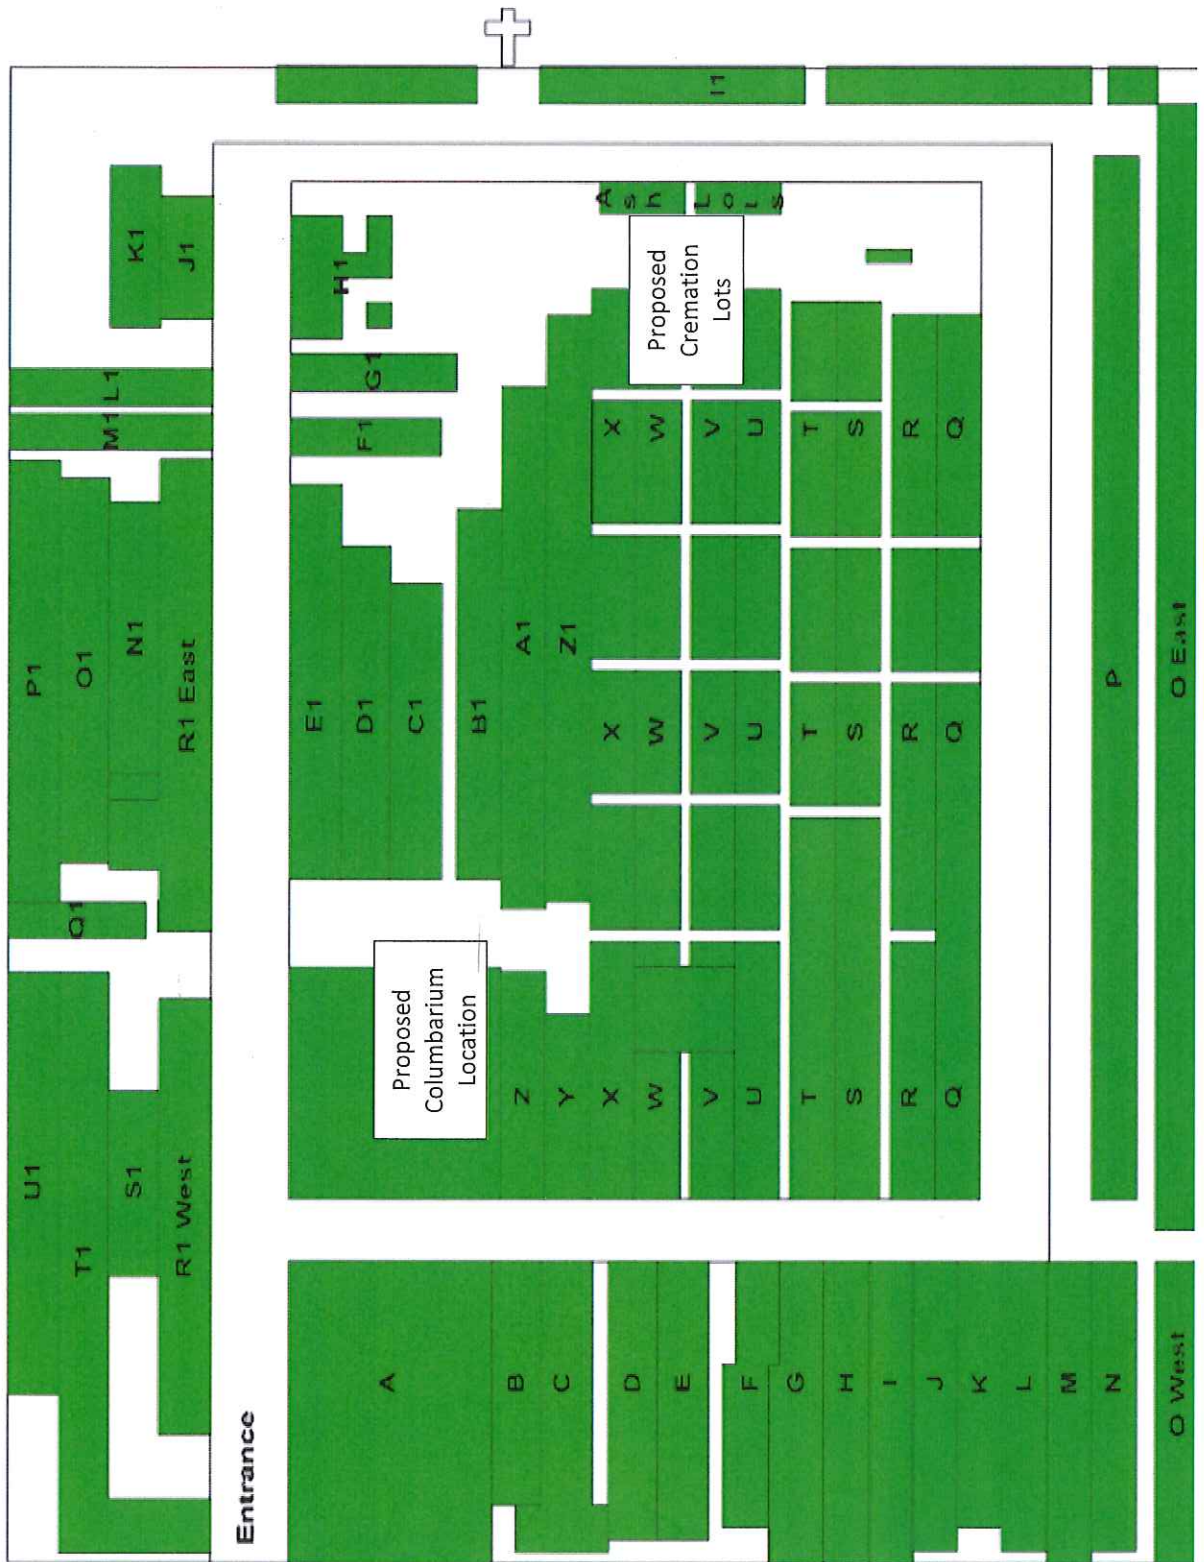 U1
P1
T1
Q1
O1
M1
L1
S1
N1
K1
R1 West
R1 East
J1
Entrance
E1
H1
D1
F1
G1
A
C1
Proposed
Columbarium
Location
B1
B
Z
A1
C
Y
Z1
X
X
X
Ash Lots
D
W
W
W
Proposed
Cremation
Lots
E
V
V
V
I1
F
U
U
U
G
T
T
T
H
S
S
S
I
J
R
R
R
K
Q
Q
Q
L
M
N
P
O West
O East